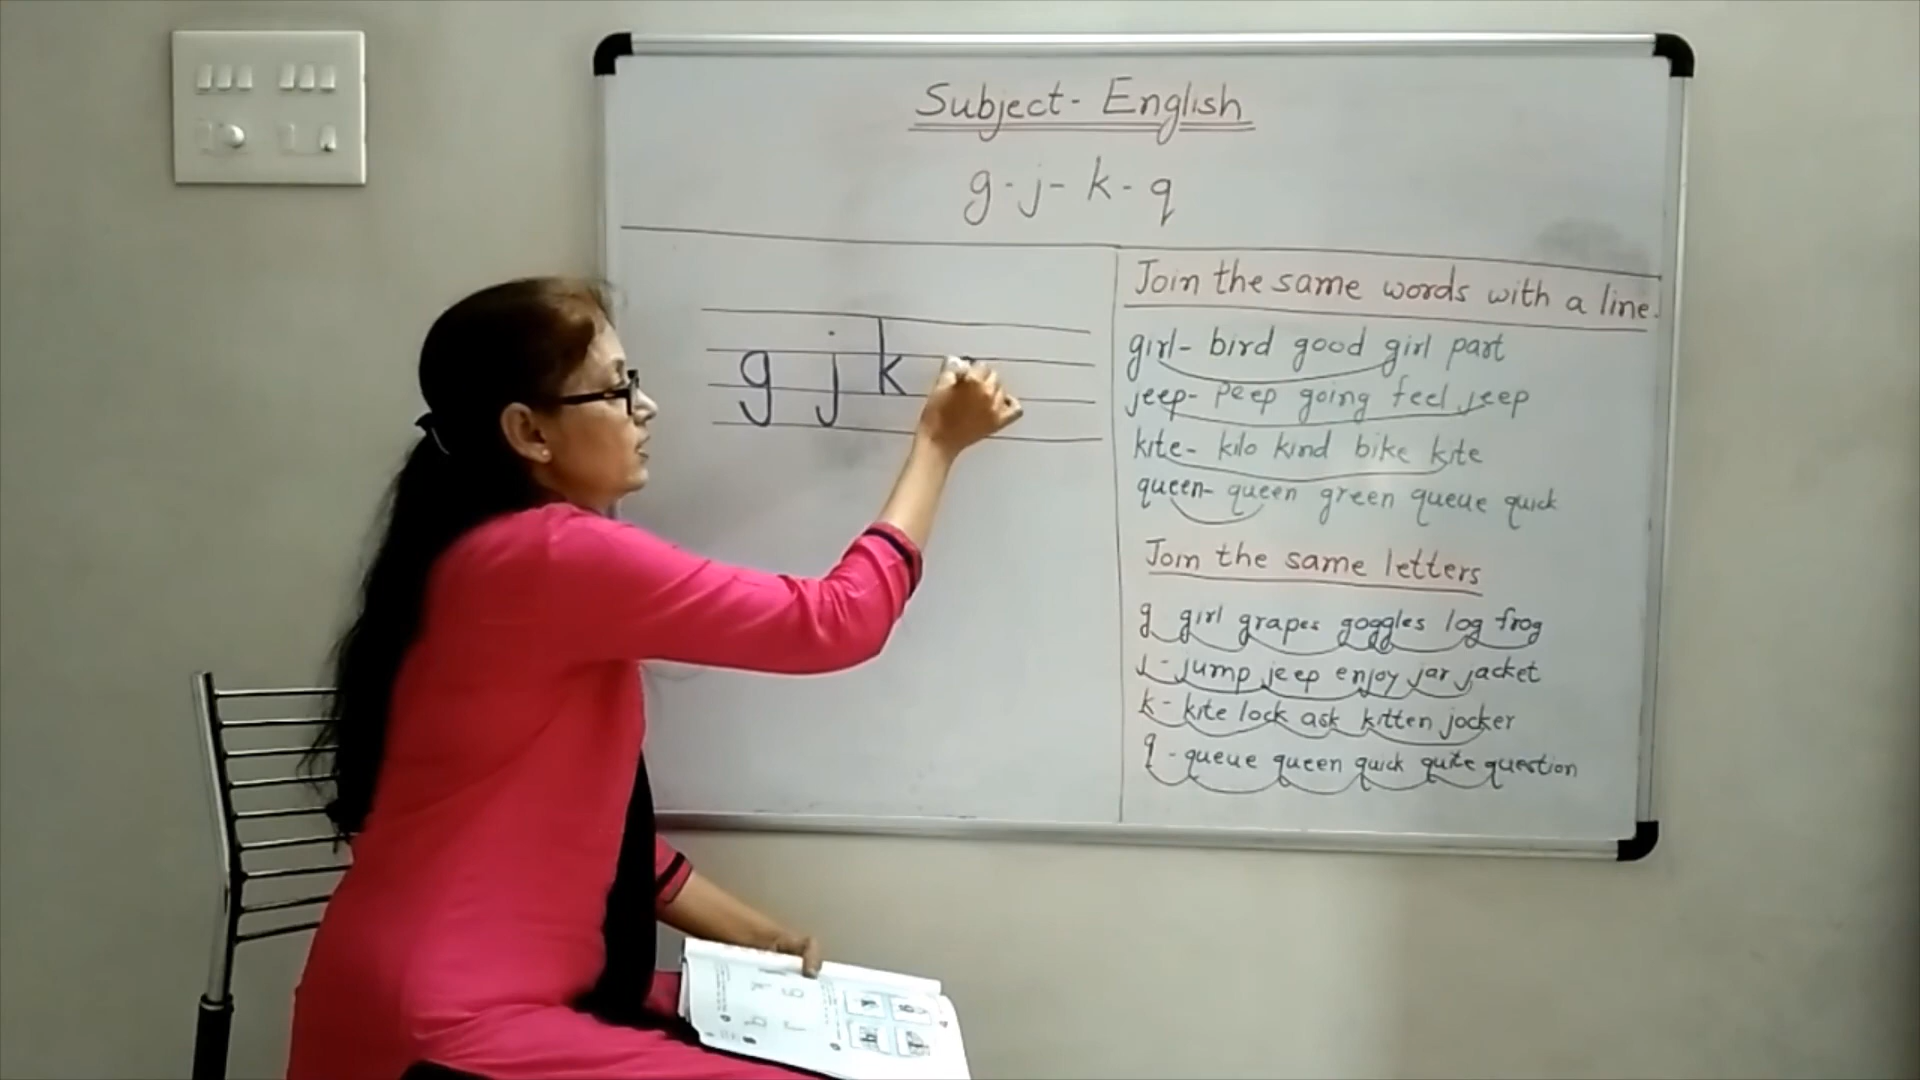 Subject- English
g-j-k-q
g j k
Join the same words with a line.
girl- bird good girl part
jeep- peep going feel jeep
kite- kilo kind bike kite
queen- queen green queue quick
Join the same letters
g girl grapes goggles log frog
j- jump jeep enjoy jar jacket
k- kite lock ask kitten jocker
q- queue queen quick quite question